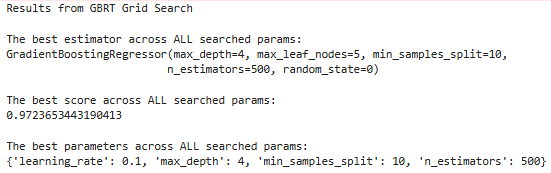 Results from GBRT Grid Search
The best estimator across ALL searched params:
GradientBoostingRegressor(max_depth=4, max_leaf_nodes=5, min_samples_split=10,
n_estimators=500, random_state=0)
The best score across ALL searched params:
0.9723653443190413
The best parameters across ALL searched params:
{'learning_rate': 0.1, 'max_depth': 4, 'min_samples_split': 10, 'n_estimators': 500}